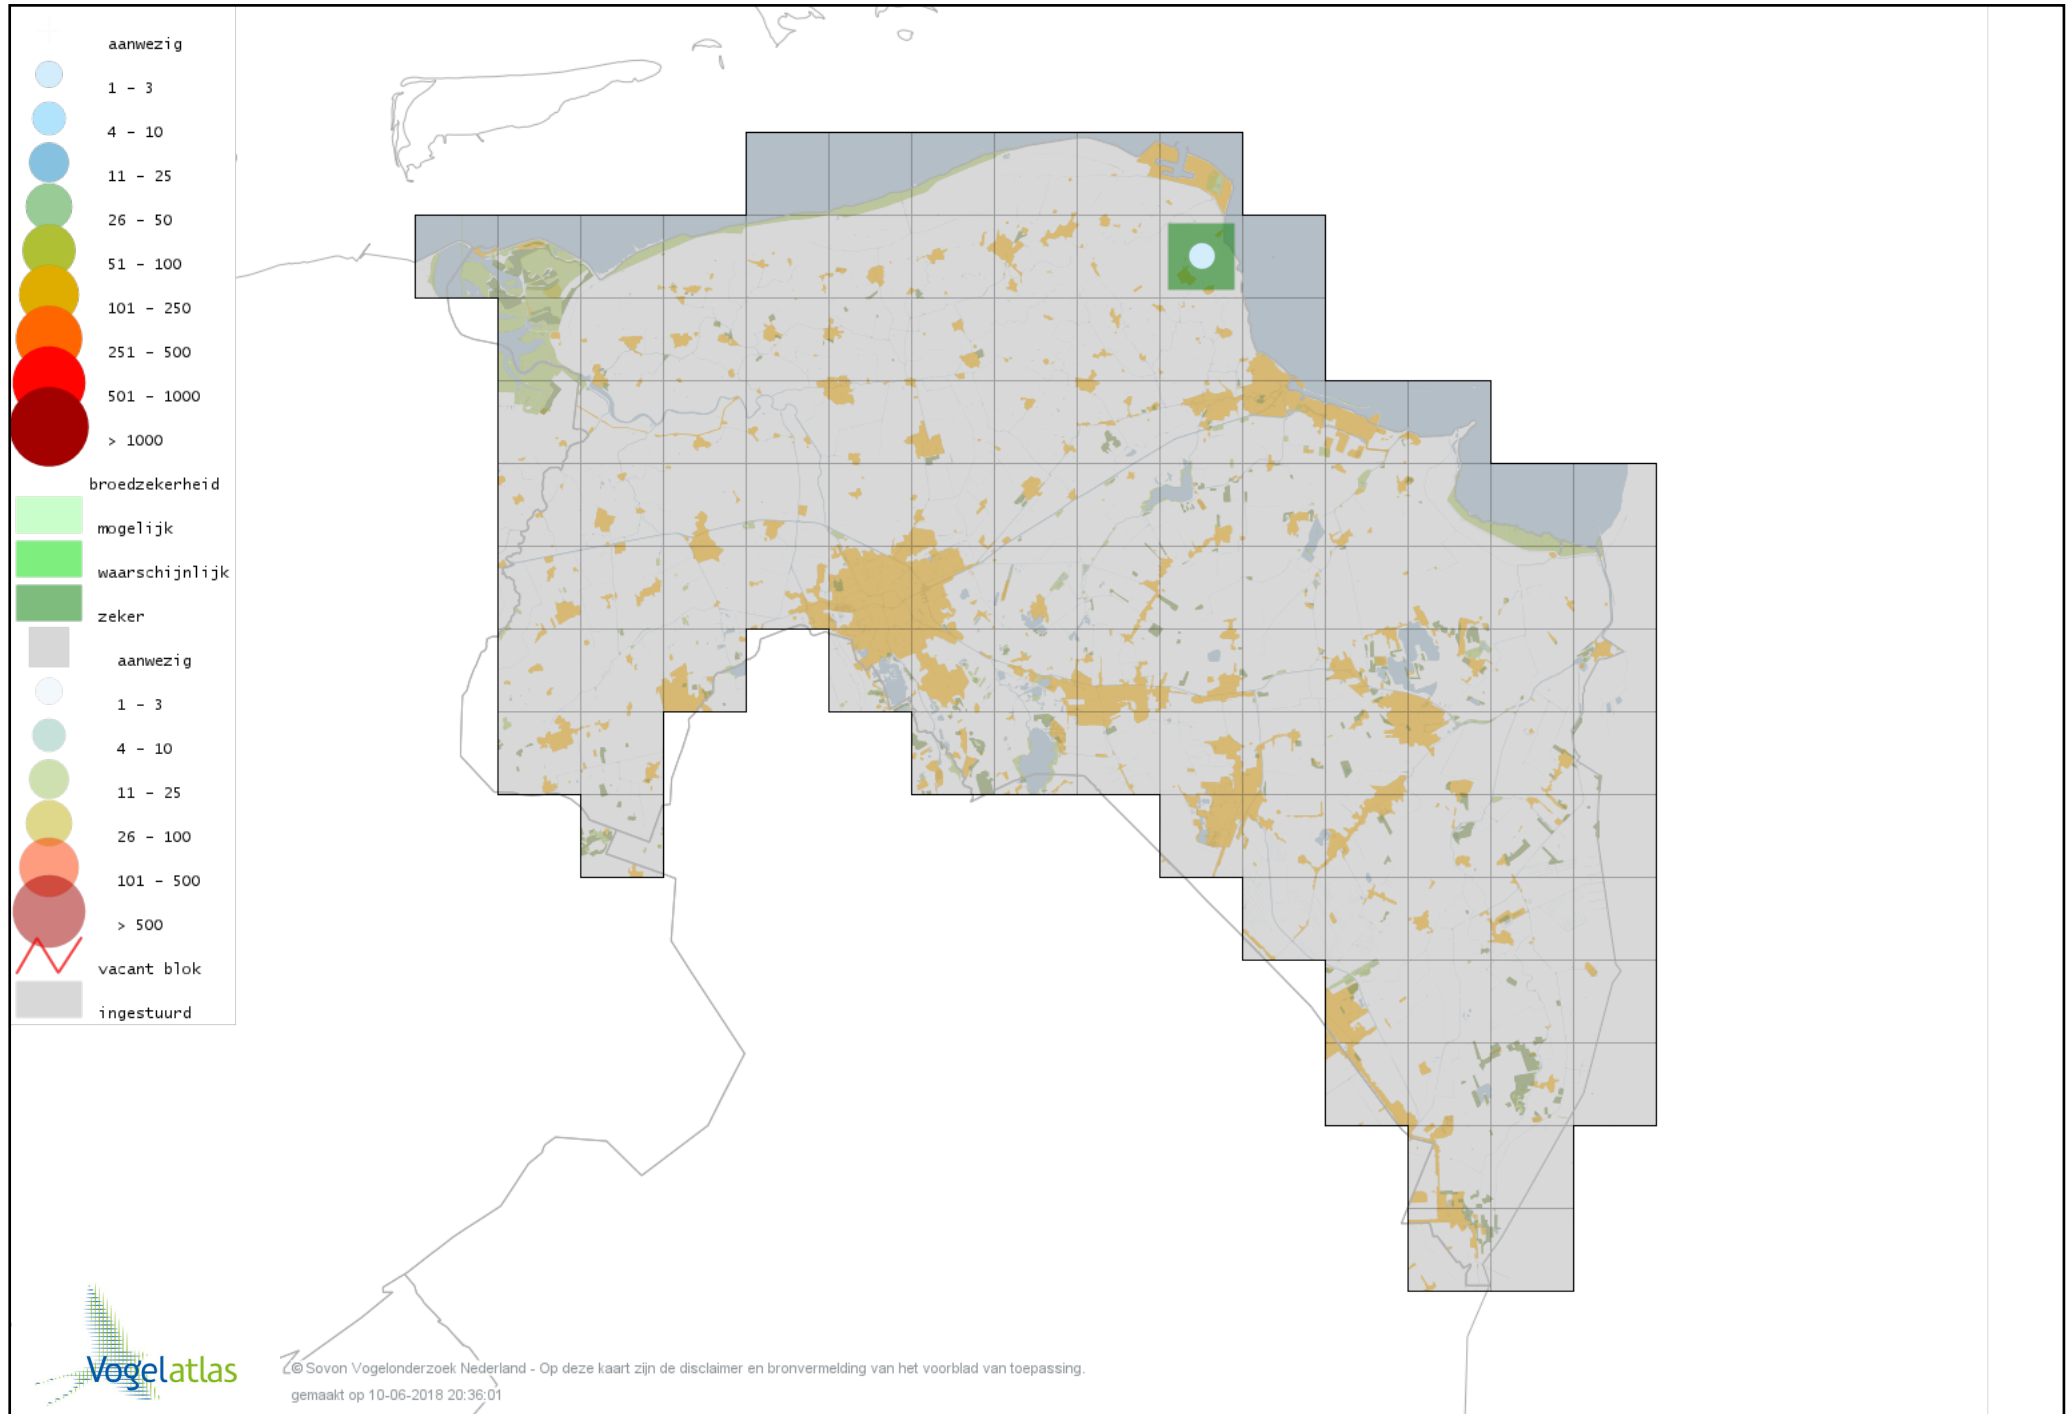 aanwezig
1 - 3
4 - 10
11 - 25
26 - 50
51 - 100
101 - 250
251 - 500
501 - 1000
> 1000
broedzekerheid
mogelijk
waarschijnlijk
zeker
aanwezig
1 - 3
4 - 10
11 - 25
26 - 100
101 - 500
> 500
vacant blok
ingestuurd
Vogelatlas
© Sovon Vogelonderzoek Nederland - Op deze kaart zijn de disclaimer en bronvermelding van het voorblad van toepassing.
gemaakt op 10-06-2018 20:36:01